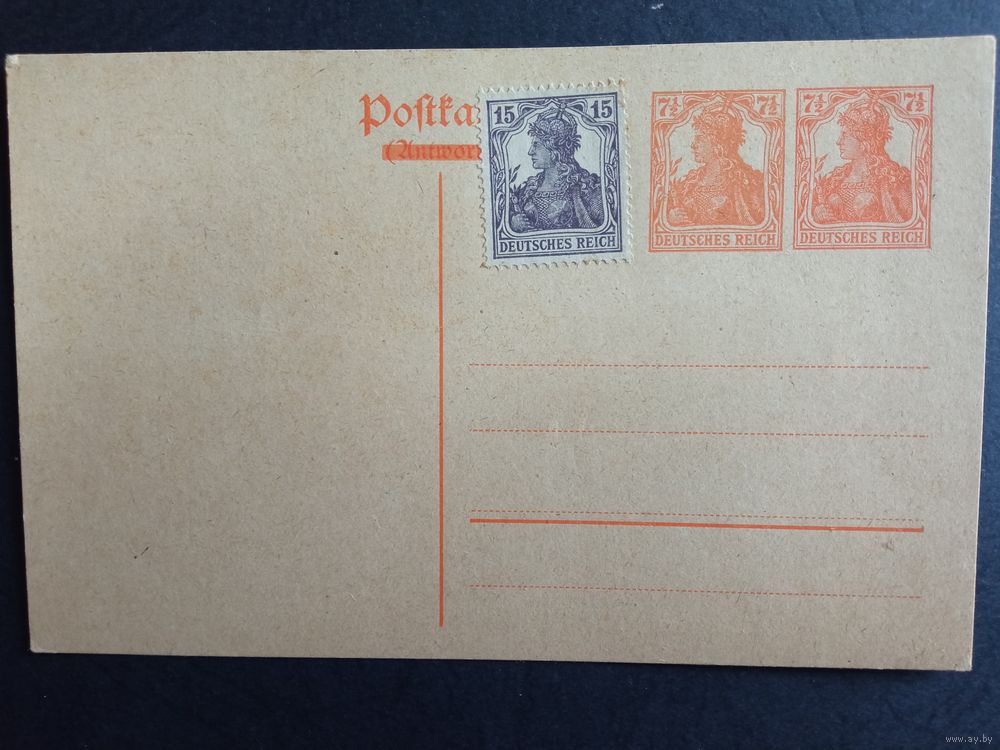 Postka
(Antwor
15 15
DEUTSCHES REICH
7½ 7½
DEUTSCHES REICH
7½ 7½
DEUTSCHES REICH
www.ay.by